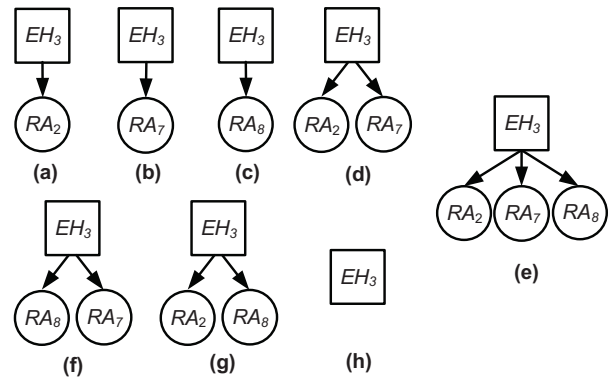 EH3 EH3 EH3 EH3
RA2 RA7 RA8 RA2 RA7
(a) (b) (c) (d)
EH3
RA2 RA7 RA8
(e)
EH3 EH3 EH3
RA8 RA7 RA2 RA8
(f) (g) (h)